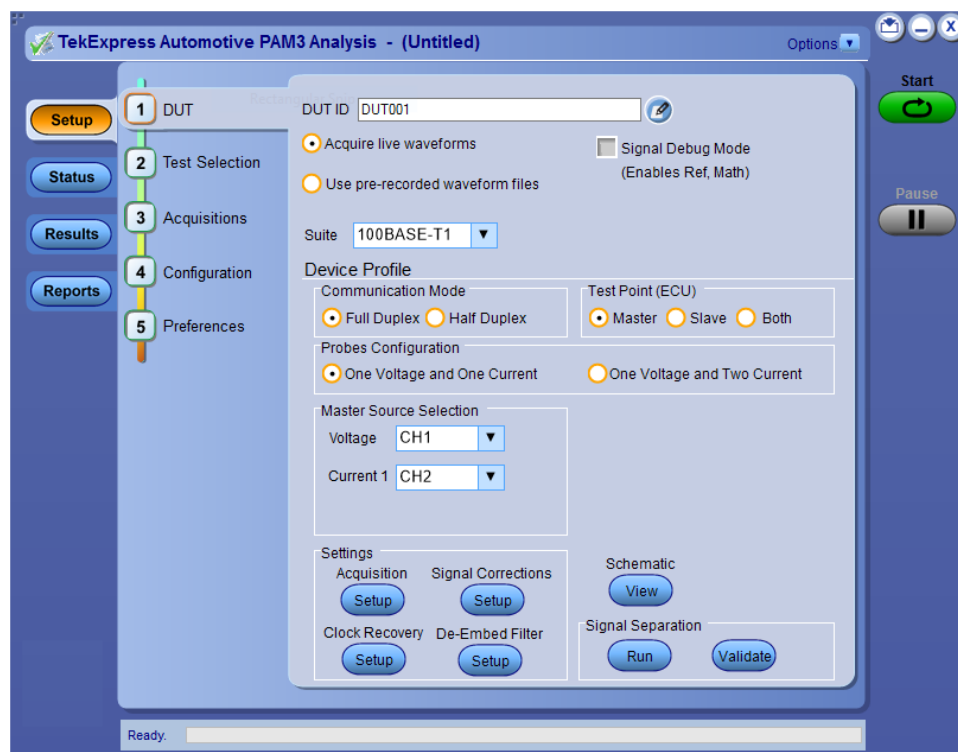 TekExpress Automotive PAM3 Analysis - (Untitled)
Options
X
Start
Pause
Setup
Status
Results
Reports
1 DUT
2 Test Selection
3 Acquisitions
4 Configuration
5 Preferences
DUT ID DUT001
Acquire live waveforms
Signal Debug Mode
(Enables Ref, Math)
Use pre-recorded waveform files
Suite 100BASE-T1
Device Profile
Communication Mode
Full Duplex Half Duplex
Test Point (ECU)
Master Slave Both
Probes Configuration
One Voltage and One Current One Voltage and Two Current
Master Source Selection
Voltage CH1
Current 1 CH2
Settings
Acquisition Signal Corrections
Setup Setup
Clock Recovery De-Embed Filter
Setup Setup
Schematic
View
Signal Separation
Run Validate
Ready.